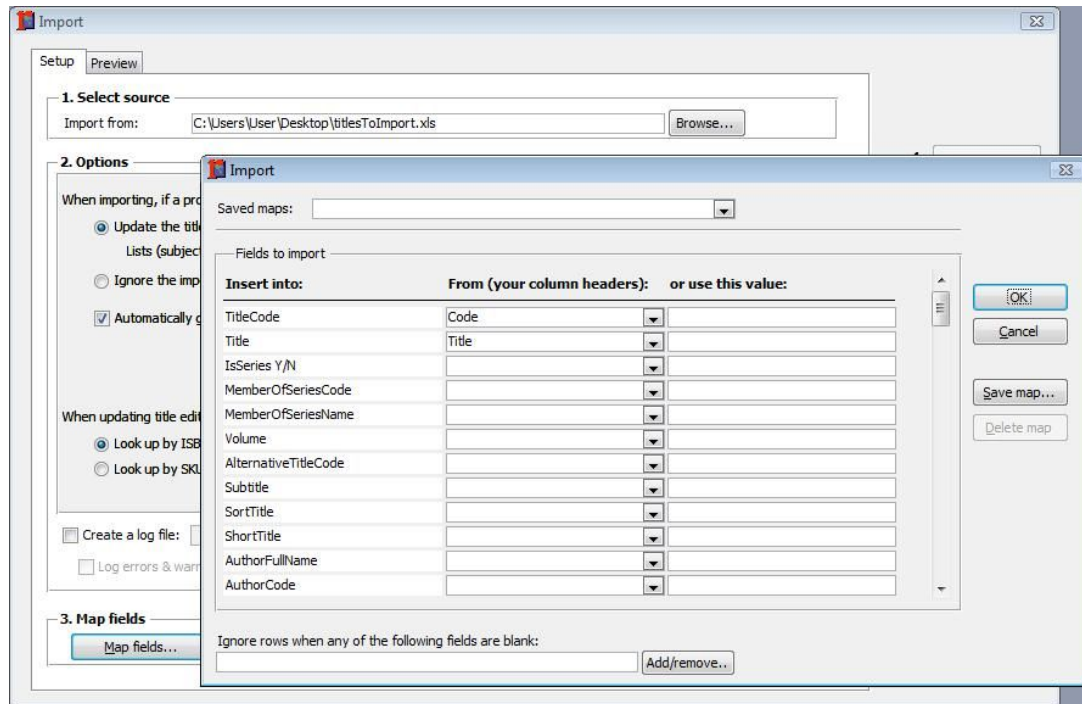 Import
Setup Preview
1. Select source
Import from: C:\Users\User\Desktop\titlesToImport.xls Browse...
2. Options
When importing, if a pro
Update the title
Lists (subject
Ignore the imp
Automatically g
When updating title edit
Look up by ISB
Look up by SKU
Create a log file:
Log errors & warn
3. Map fields
Map fields...
Import
Saved maps:
Fields to import
Insert into: From (your column headers): or use this value:
TitleCode Code
Title Title
IsSeries Y/N
MemberOfSeriesCode
MemberOfSeriesName
Volume
AlternativeTitleCode
Subtitle
SortTitle
ShortTitle
AuthorFullName
AuthorCode
OK
Cancel
Save map...
Delete map
Ignore rows when any of the following fields are blank:
Add/remove..